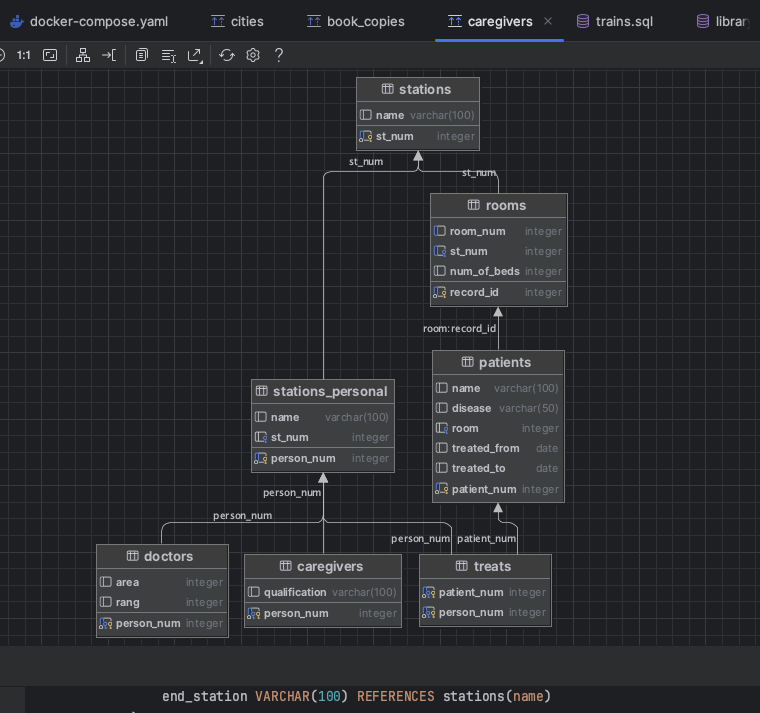 docker-compose.yaml cities book_copies caregivers trains.sql librar
1:1 ?
stations
name varchar(100)
st_num integer
st_num
st_num
rooms
room_num integer
st_num integer
num_of_beds integer
record_id integer
room:record_id
patients
name varchar(100)
disease varchar(50)
room integer
treated_from date
treated_to date
patient_num integer
stations_personal
name varchar(100)
st_num integer
person_num integer
person_num
person_num
person_num patient_num
doctors
area integer
rang integer
person_num integer
caregivers
qualification varchar(100)
person_num integer
treats
patient_num integer
person_num integer
end_station VARCHAR(100) REFERENCES stations(name)